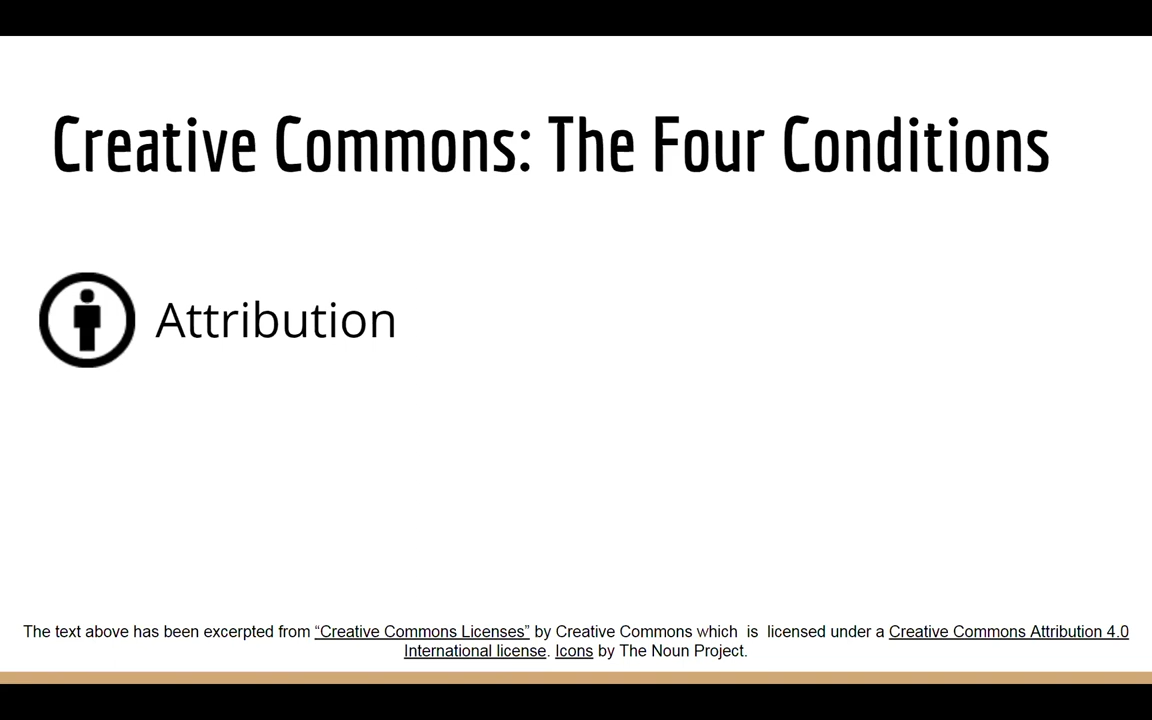 Creative Commons: The Four Conditions
Attribution
The text above has been excerpted from “Creative Commons Licenses” by Creative Commons which is licensed under a Creative Commons Attribution 4.0
International license. Icons by The Noun Project.